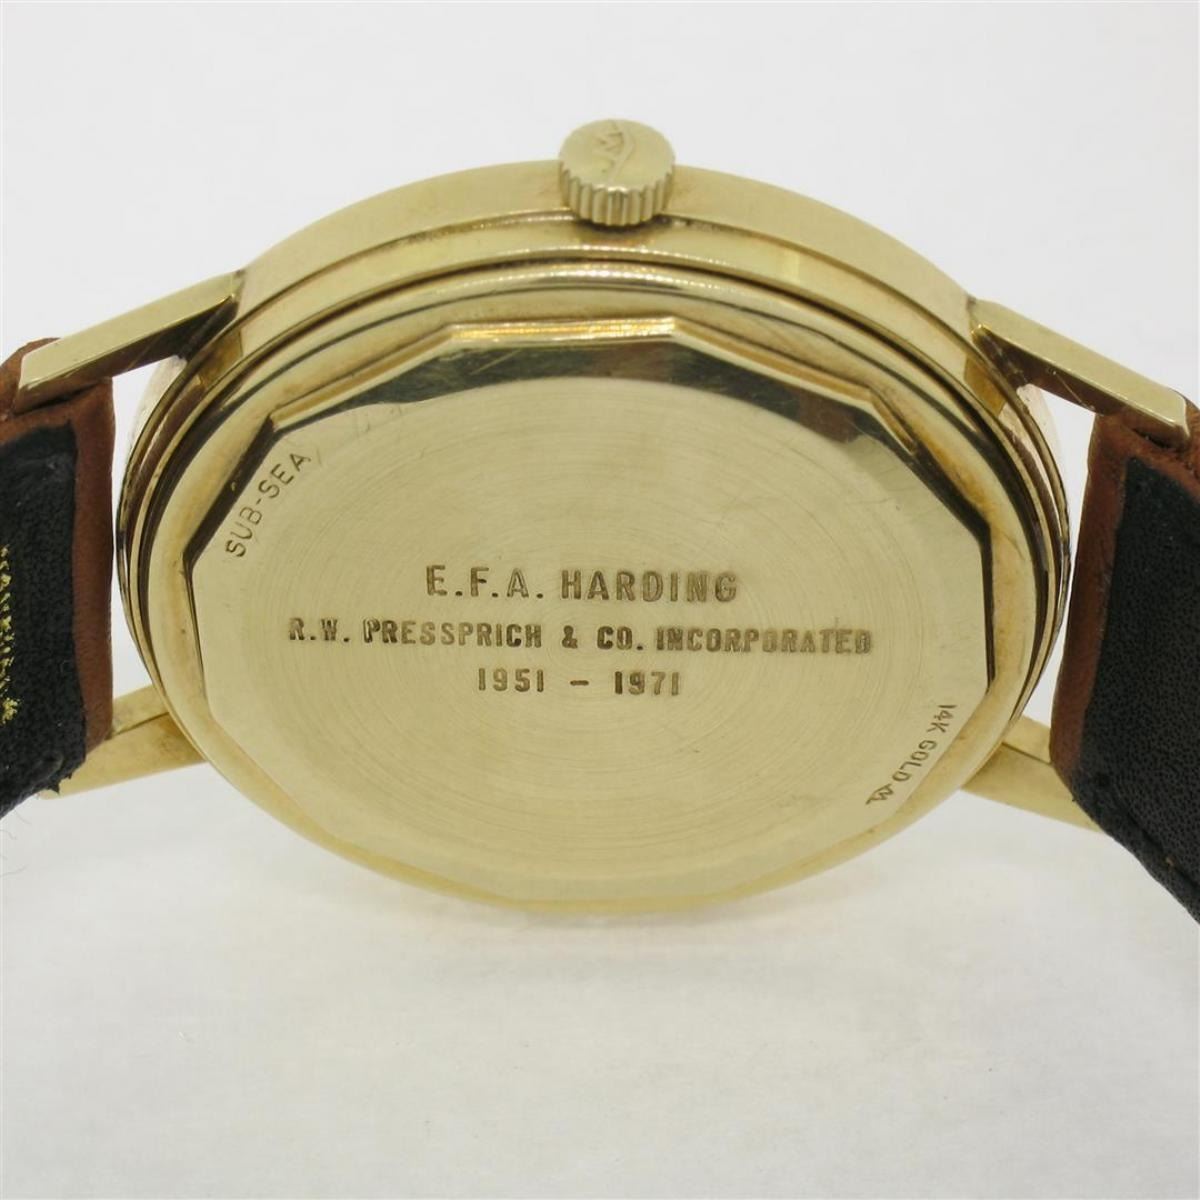 SUB-SEA
E.F.A. HARDING
R.W. PRESSPRICH & CO. INCORPORATED
1951 - 1971
14K GOLD